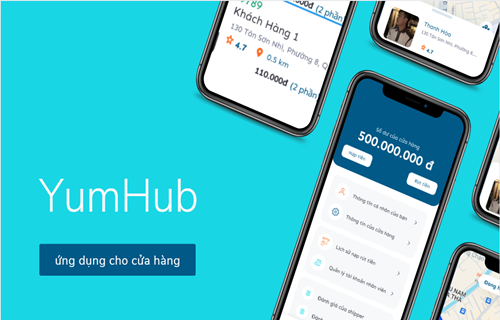 YumHub
ứng dụng cho cửa hàng
Khách Hàng 1
130 Tôn Sơn Nhì, Phường 8, Q
4.7
0.5 km
110.000đ (2 phần
(2 phần
Thanh Hòa
130 Tôn Sơn Nhì, Phường 8,
4.7
Số dư của cửa hàng
500.000.000 đ
Nạp tiền
Rút tiền
Thông tin cá nhân của bạn
Thông tin của cửa hàng
Lịch sử nạp rút tiền
Quản lý tài khoản nhân viên
Đánh giá của shipper